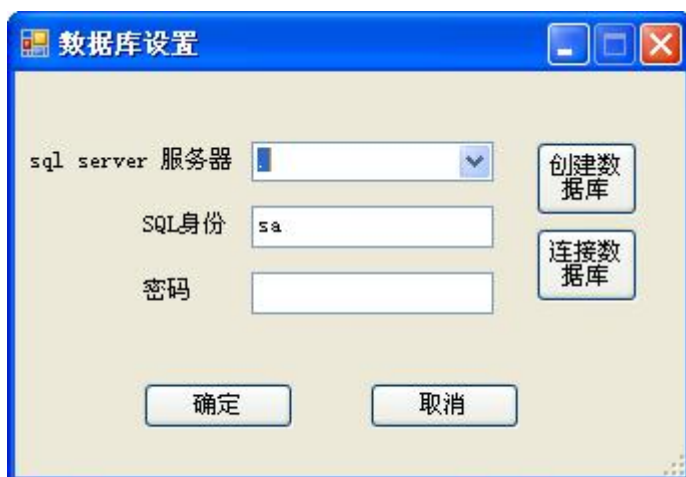 数据库设置
sql server 服务器
.
创建数
据库
SQL身份
sa
连接数
据库
密码
确定
取消